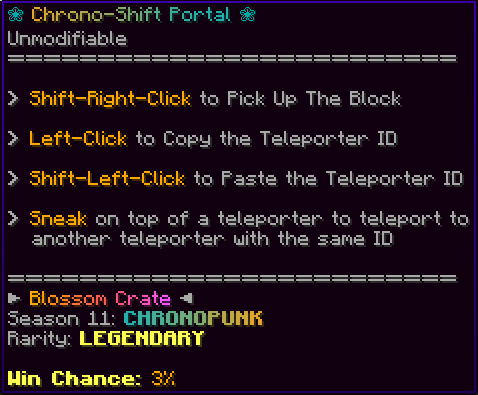 ❀ Chrono-Shift Portal ❀
Unmodifiable
==============================
> Shift-Right-Click to Pick Up The Block
> Left-Click to Copy the Teleporter ID
> Shift-Left-Click to Paste the Teleporter ID
> Sneak on top of a teleporter to teleport to
another teleporter with the same ID
==============================
► Blossom Crate ◄
Season 11: CHRONOPUNK
Rarity: LEGENDARY
Win Chance: 3%